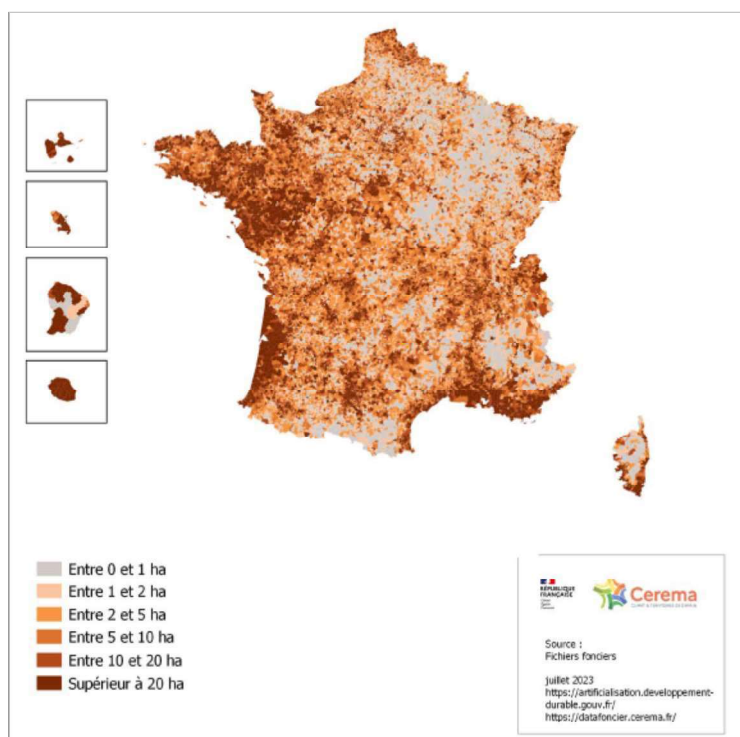 Entre 0 et 1 ha
Entre 1 et 2 ha
Entre 2 et 5 ha
Entre 5 et 10 ha
Entre 10 et 20 ha
Supérieur à 20 ha
RÉPUBLIQUE
FRANÇAISE
Cerema
Source :
Fichiers fonciers
juillet 2023
https://artificialisation.developpement-
durable.gouv.fr/
https://datafoncier.cerema.fr/